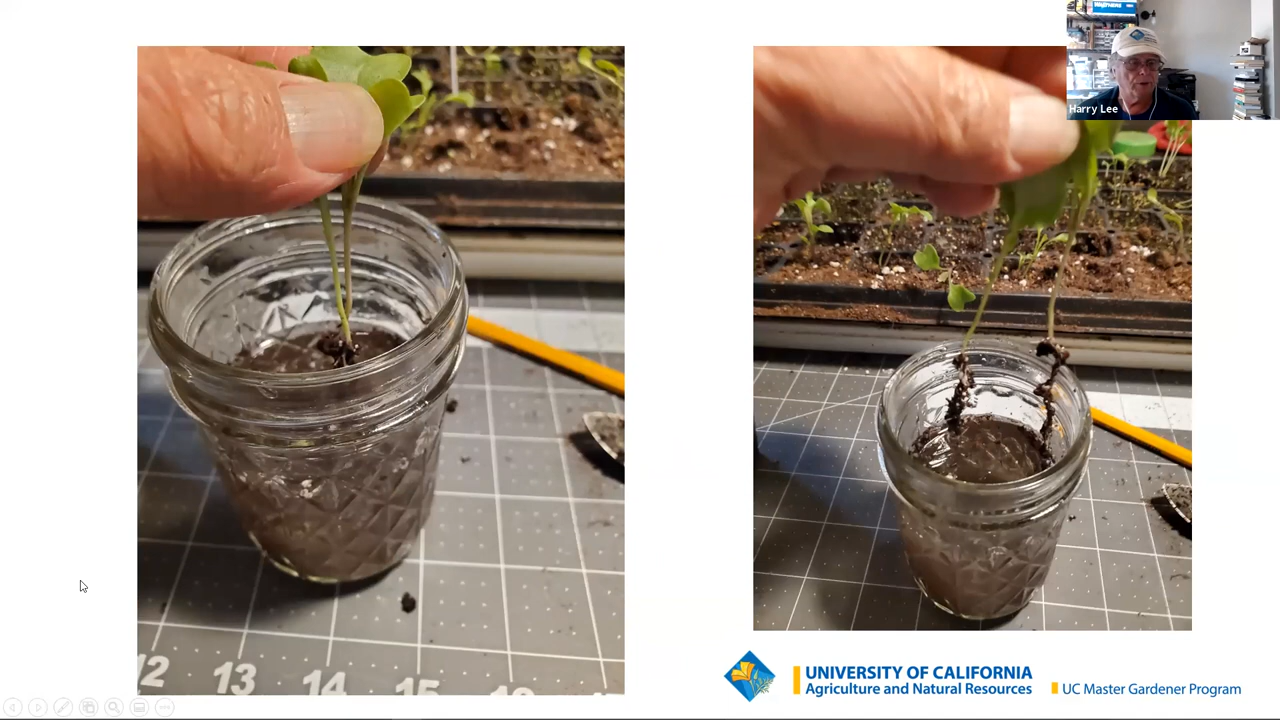 Harry Lee
12 13 14 15
UNIVERSITY OF CALIFORNIA
Agriculture and Natural Resources
UC Master Gardener Program